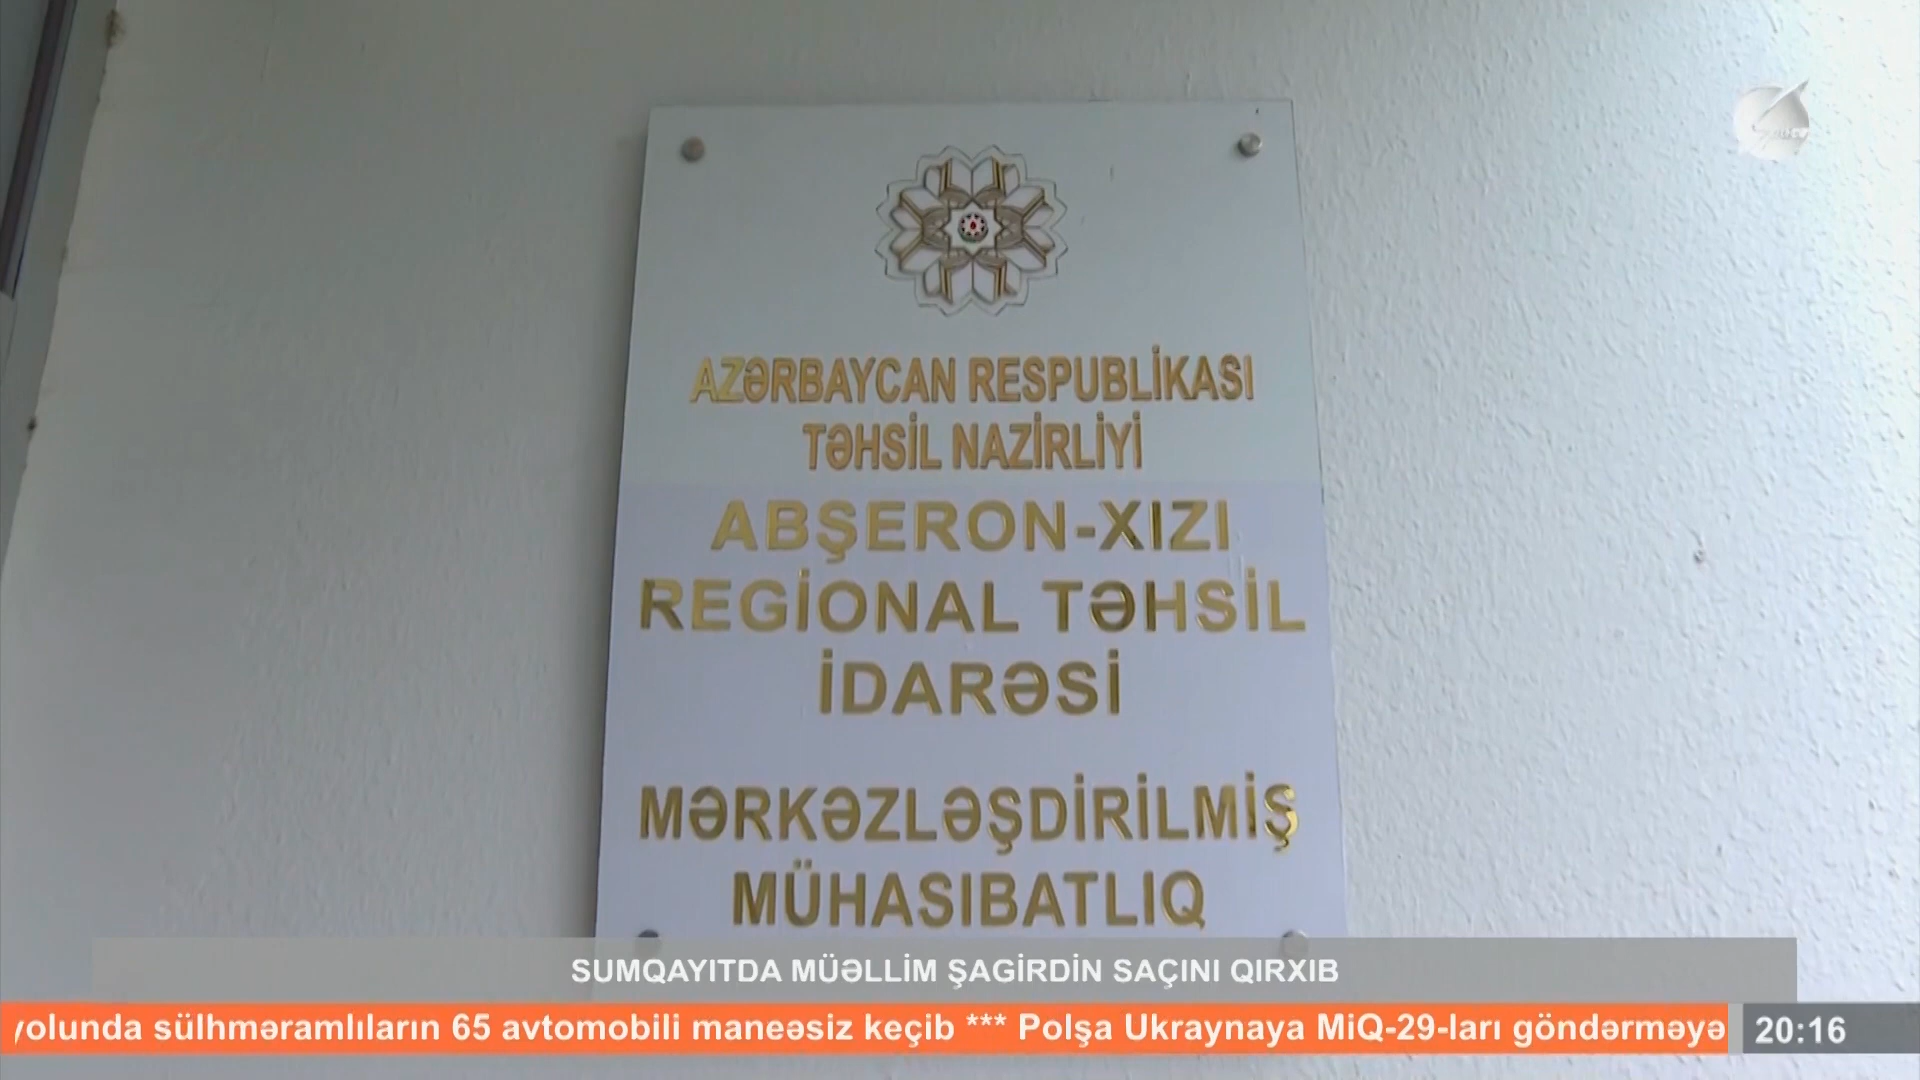 AZƏRBAYCAN RESPUBLİKASI
TƏHSİL NAZİRLİYİ
ABŞERON-XIZI
REGİONAL TƏHSİL
İDARƏSİ
MƏRKƏZLƏŞDİRİLMİŞ
MÜHASIBATLIQ
SUMQAYITDA MÜƏLLİM ŞAGİRDİN SAÇINI QIRXIB
yolunda sülhməramlıların 65 avtomobili maneəsiz keçib *** Polşa Ukraynaya MiQ-29-ları göndərməyə
20:16